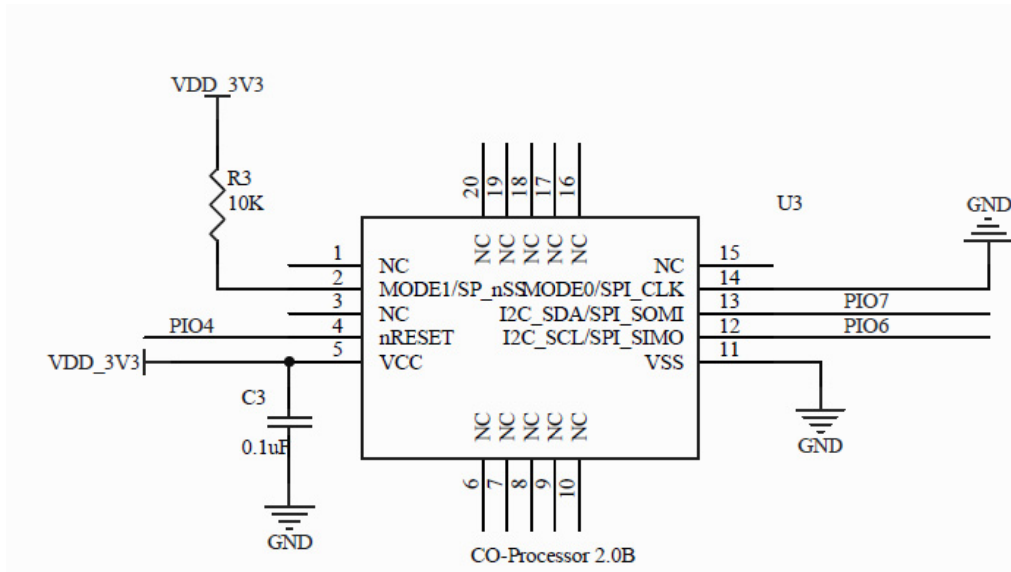 VDD_3V3
R3
10K
20
19
18
17
16
U3
GND
NC
NC
NC
NC
NC
1
NC
NC
15
2
MODE1/SP_nSS
MODE0/SPI_CLK
14
3
NC
I2C_SDA/SPI_SOMI
13
PIO7
PIO4
4
nRESET
I2C_SCL/SPI_SIMO
12
PIO6
VDD_3V3
5
VCC
VSS
11
C3
0.1uF
GND
NC
NC
NC
NC
NC
6
7
8
9
10
GND
CO-Processor 2.0B